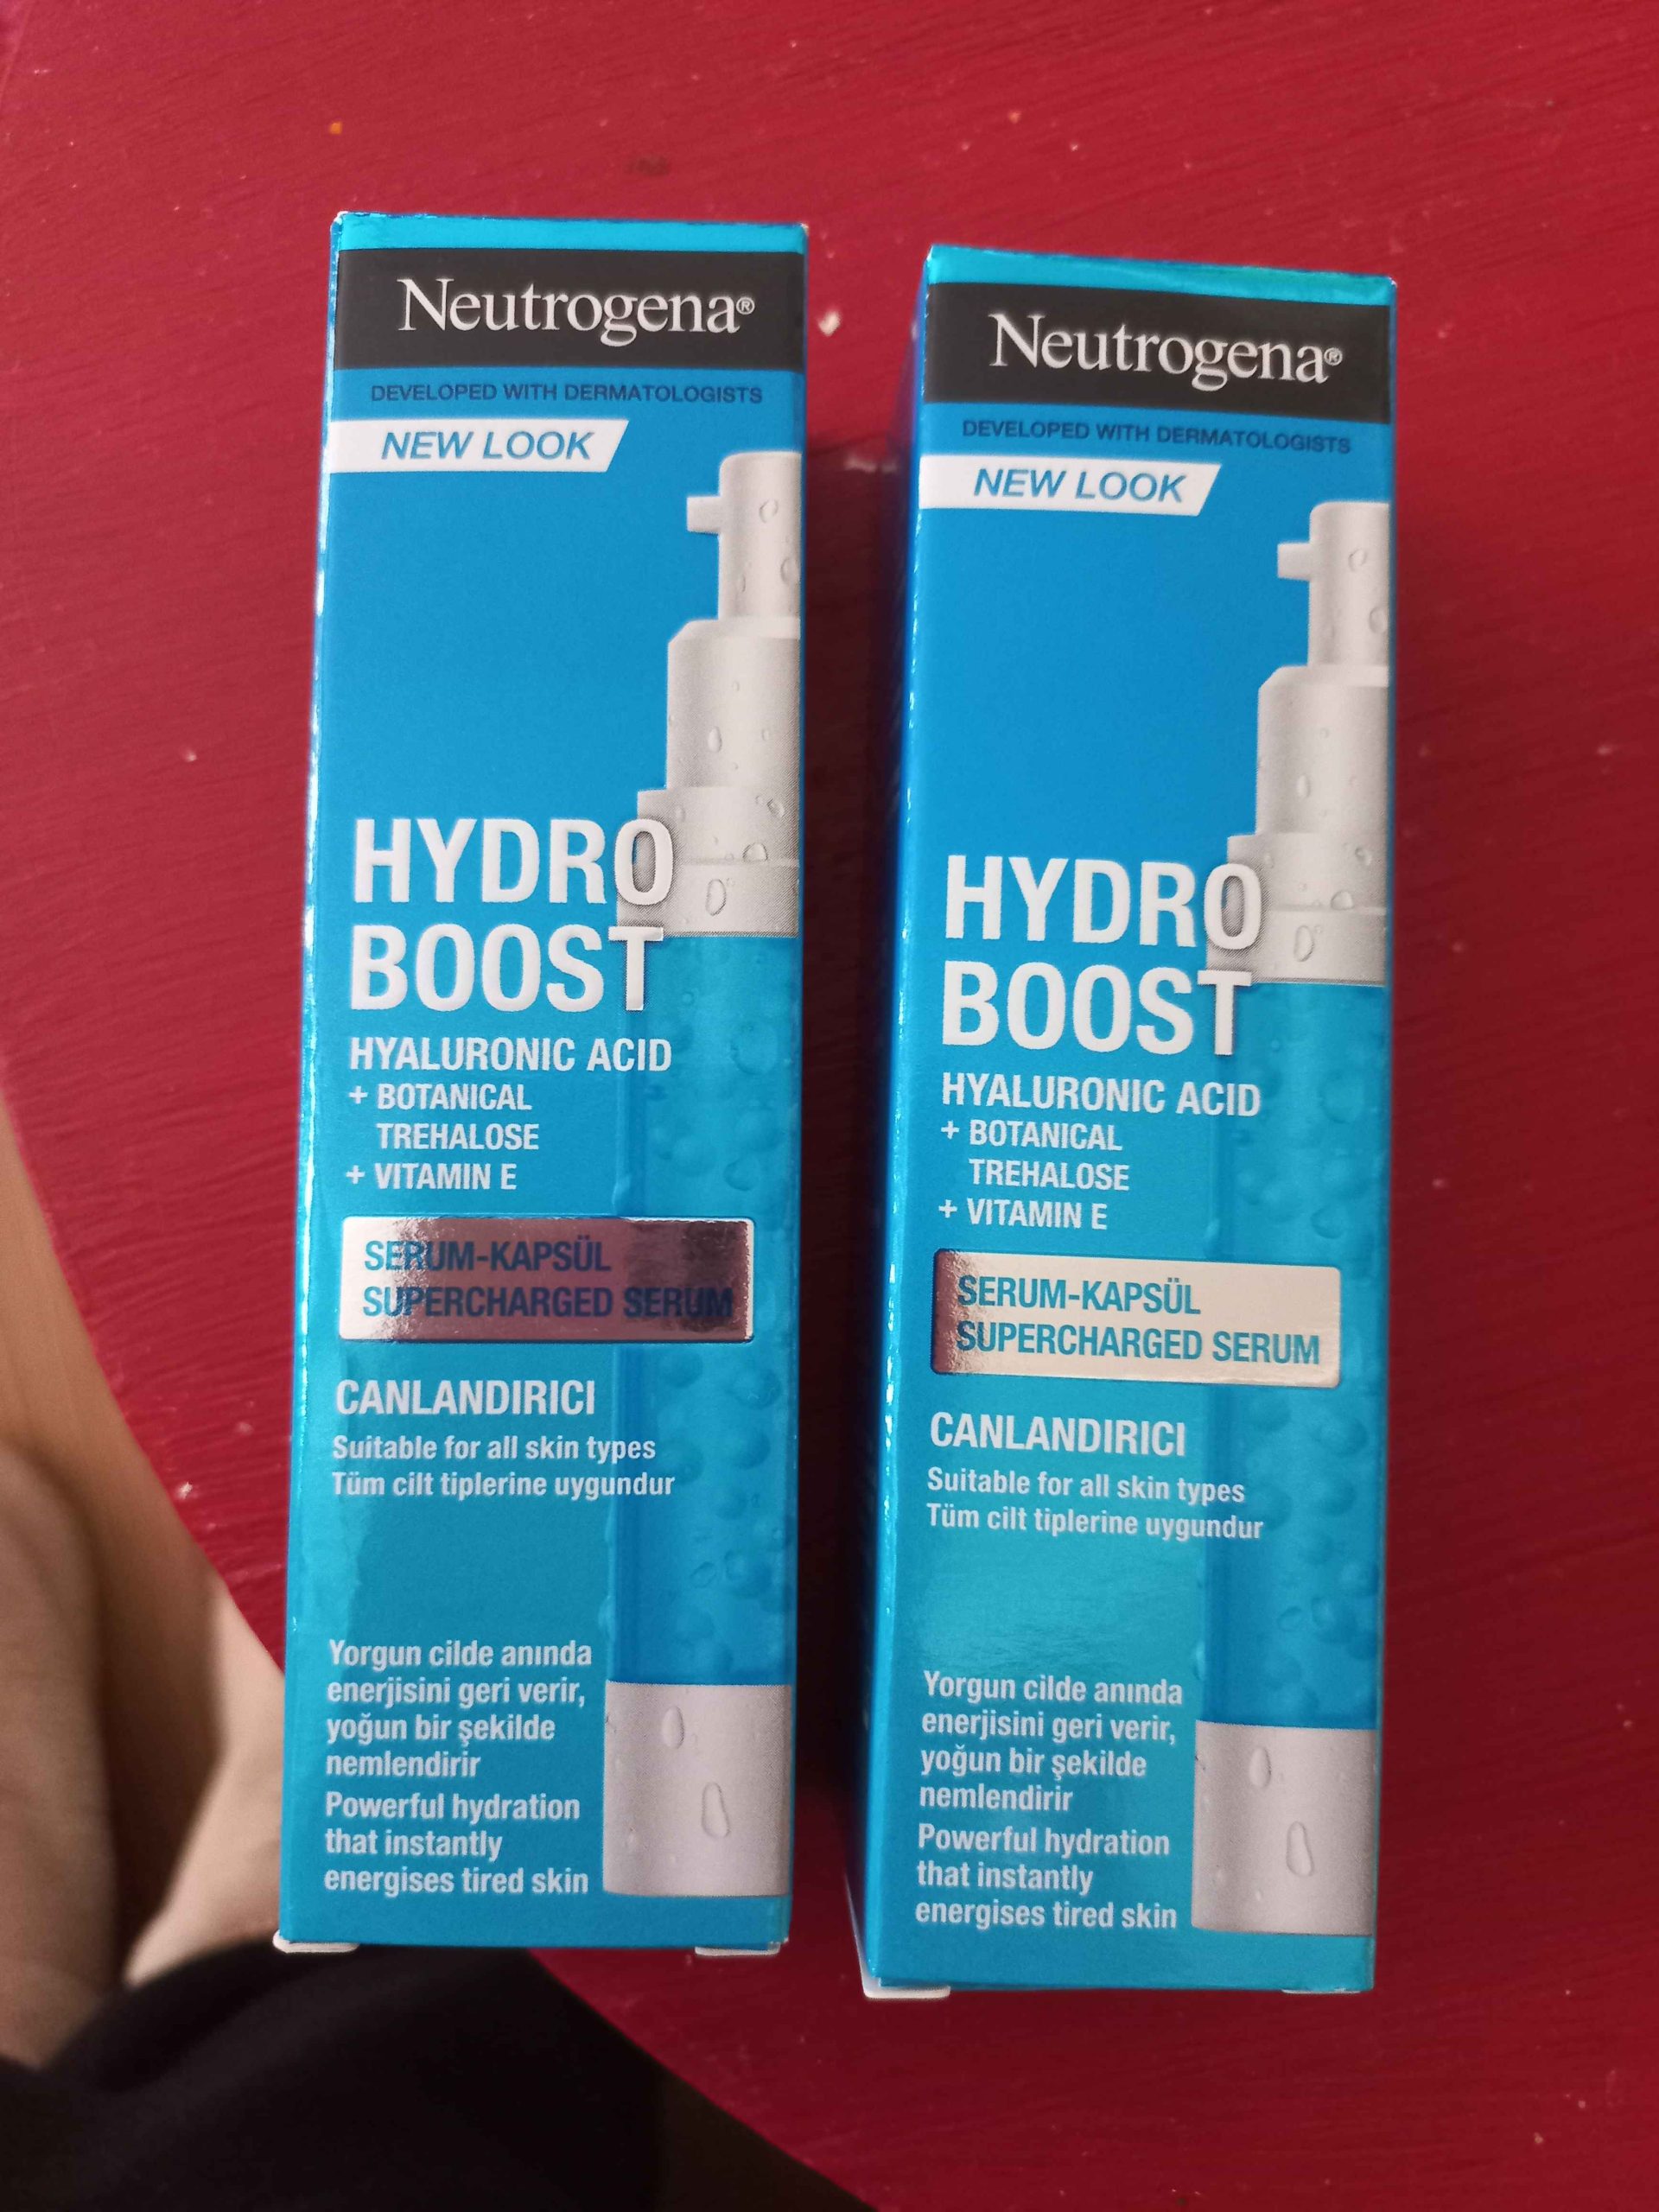 Neutrogena®
DEVELOPED WITH DERMATOLOGISTS
NEW LOOK
HYDRO
BOOST
HYALURONIC ACID
+ BOTANICAL
TREHALOSE
+ VITAMIN E
SERUM-KAPSÜL
SUPERCHARGED SERUM
CANLANDIRICI
Suitable for all skin types
Tüm cilt tiplerine uygundur
Yorgun cilde anında
enerjisini geri verir,
yoğun bir şekilde
nemlendirir
Powerful hydration
that instantly
energises tired skin
Neutrogena®
DEVELOPED WITH DERMATOLOGISTS
NEW LOOK
HYDRO
BOOST
HYALURONIC ACID
+ BOTANICAL
TREHALOSE
+ VITAMIN E
SERUM-KAPSÜL
SUPERCHARGED SERUM
CANLANDIRICI
Suitable for all skin types
Tüm cilt tiplerine uygundur
Yorgun cilde anında
enerjisini geri verir,
yoğun bir şekilde
nemlendirir
Powerful hydration
that instantly
energises tired skin